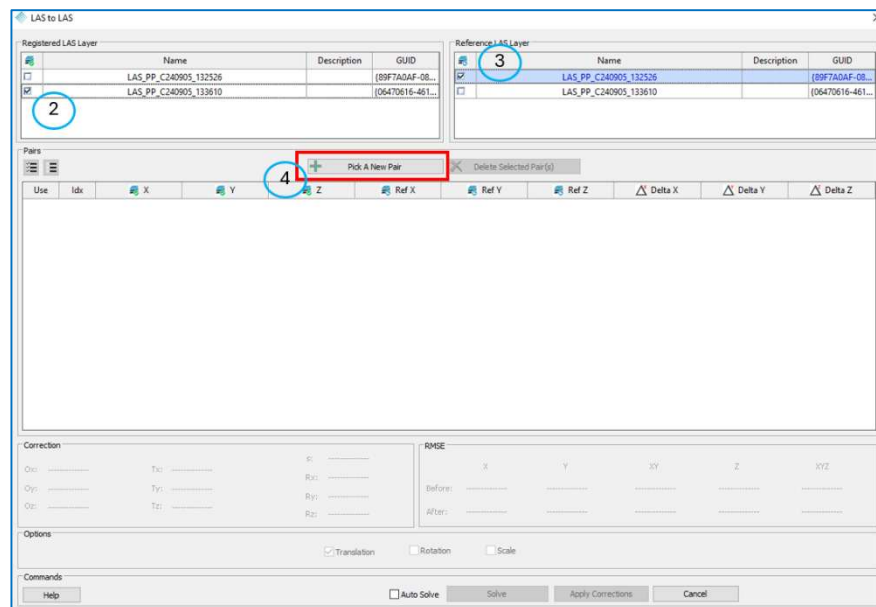 LAS to LAS
Registered LAS Layer
Name Description GUID
LAS_PP_C240905_132526 {89F7A0AF-08...
LAS_PP_C240905_133610 {06470616-461...
2
Reference LAS Layer
3
Name Description GUID
LAS_PP_C240905_132526 {89F7A0AF-08...
LAS_PP_C240905_133610 {06470616-461...
Pairs
4
Pick A New Pair Delete Selected Pair(s)
Use Idx X Y Z Ref X Ref Y Ref Z Delta X Delta Y Delta Z
Correction
Ox: Tx: s:
Oy: Ty: Rx:
Oz: Tz: Ry:
Rz:
RMSE
X Y XY Z XYZ
Before:
After:
Options
Translation Rotation Scale
Commands
Help Auto Solve Solve Apply Corrections Cancel